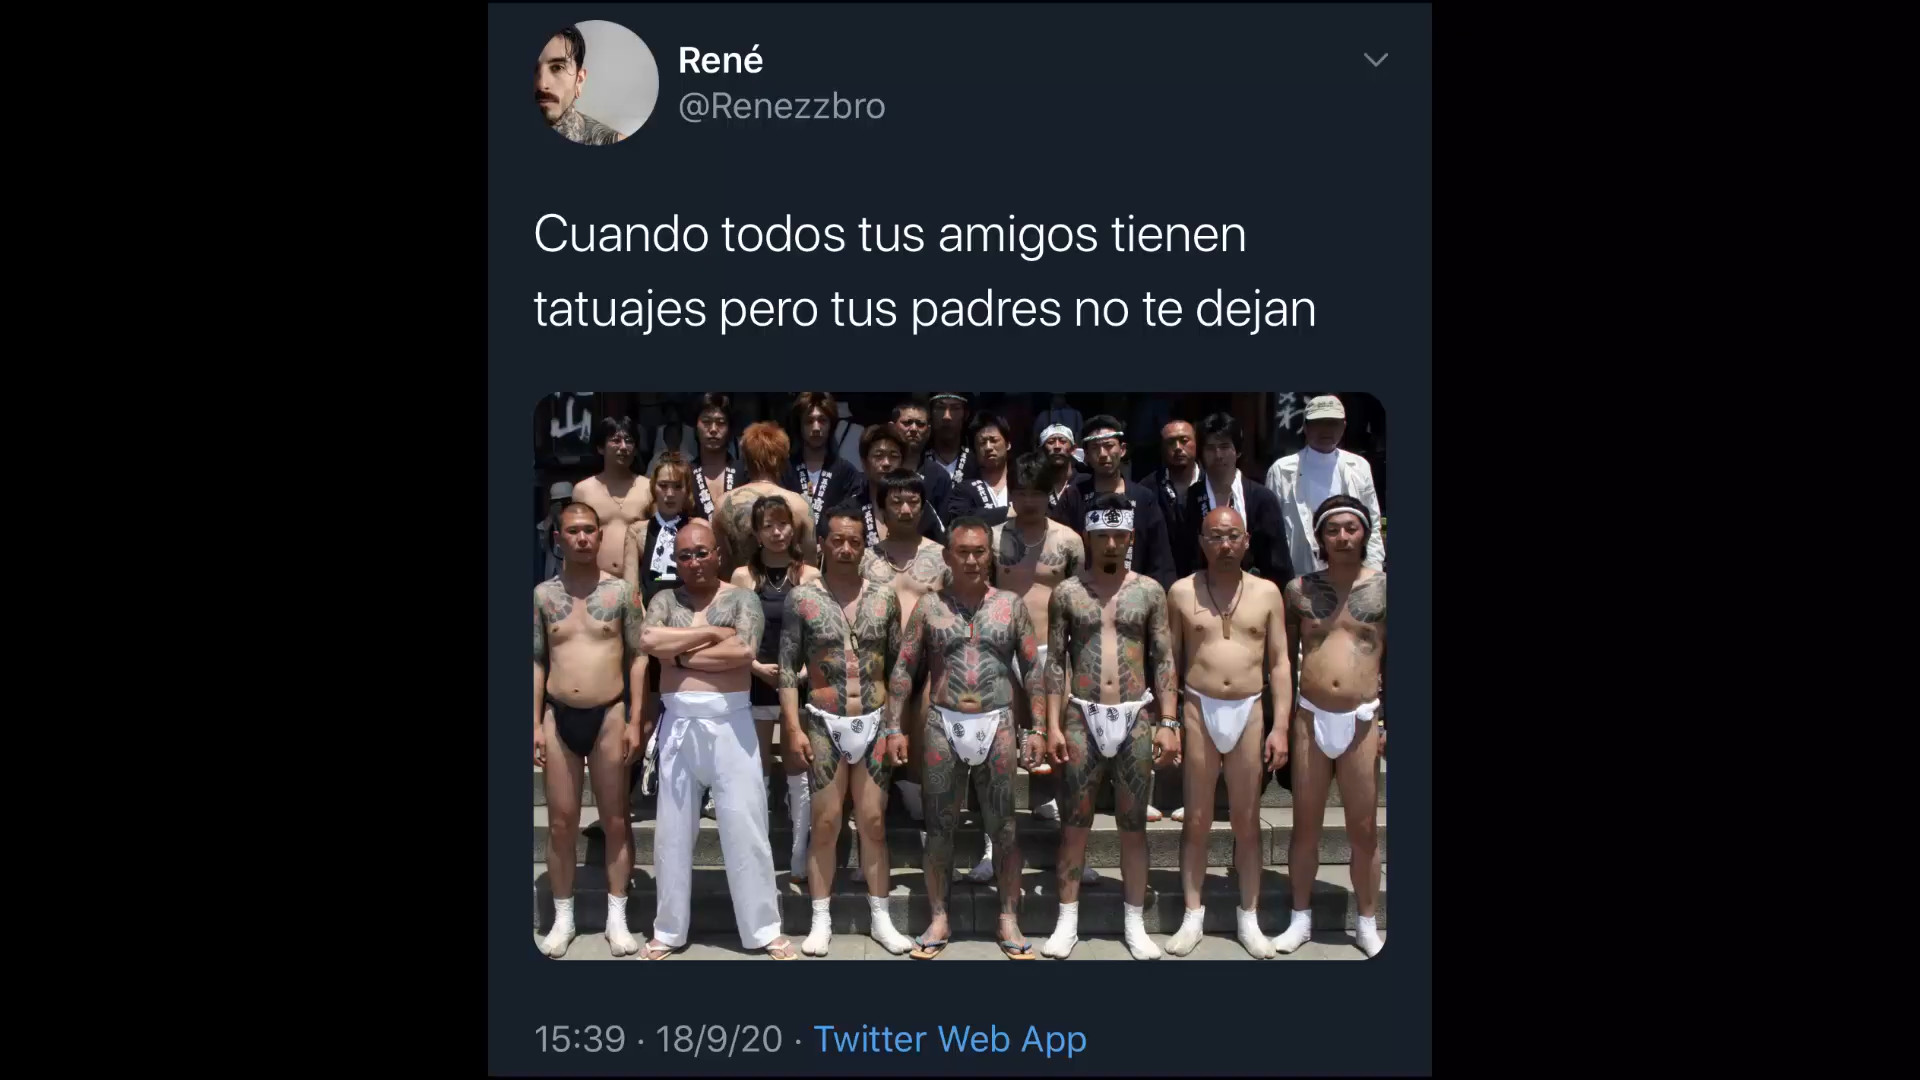 René
@Renezzbro
Cuando todos tus amigos tienen
tatuajes pero tus padres no te dejan
山
15:39 · 18/9/20 · Twitter Web App